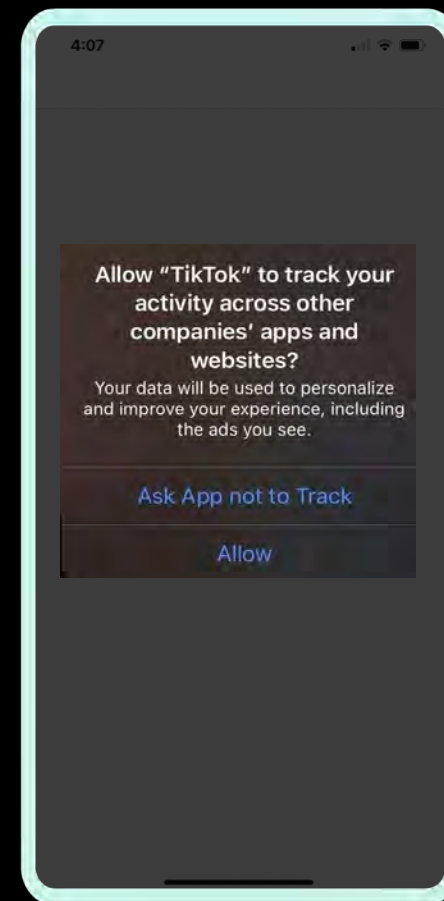 4:07
Allow “TikTok” to track your
activity across other
companies’ apps and
websites?
Your data will be used to personalize
and improve your experience, including
the ads you see.
Ask App not to Track
Allow